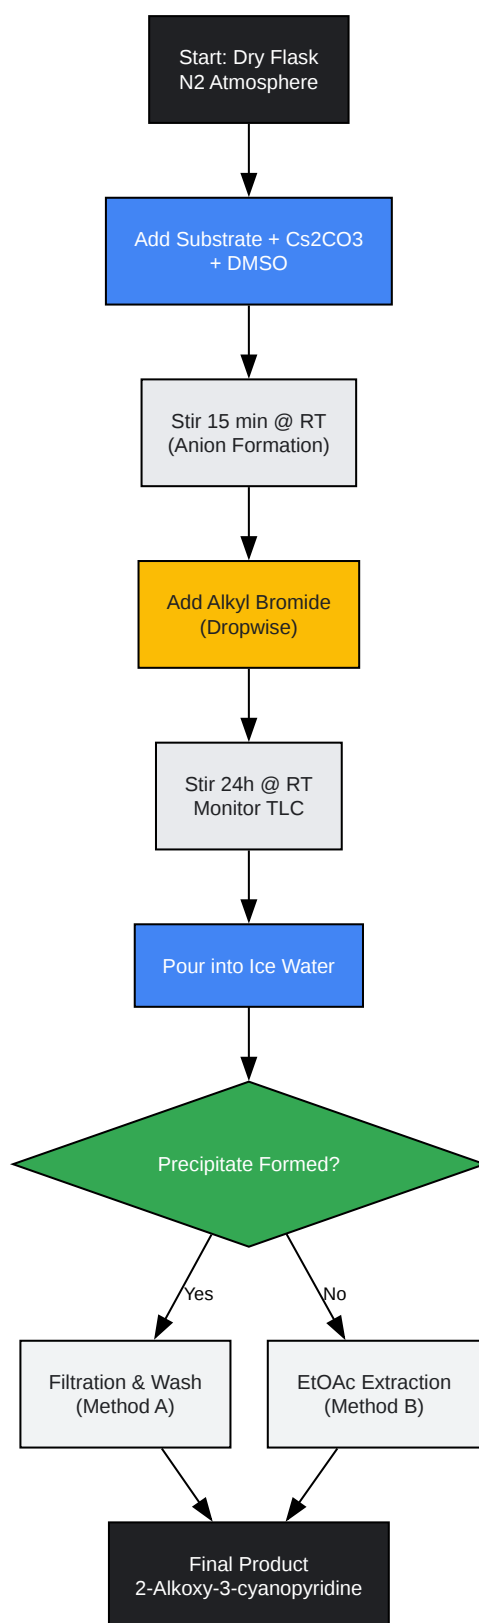 Start: Dry Flask
N2 Atmosphere
Add Substrate + Cs2CO3
+ DMSO
Stir 15 min @ RT
(Anion Formation)
Add Alkyl Bromide
(Dropwise)
Stir 24h @ RT
Monitor TLC
Pour into Ice Water
Precipitate Formed?
Yes
No
Filtration & Wash
(Method A)
EtOAc Extraction
(Method B)
Final Product
2-Alkoxy-3-cyanopyridine